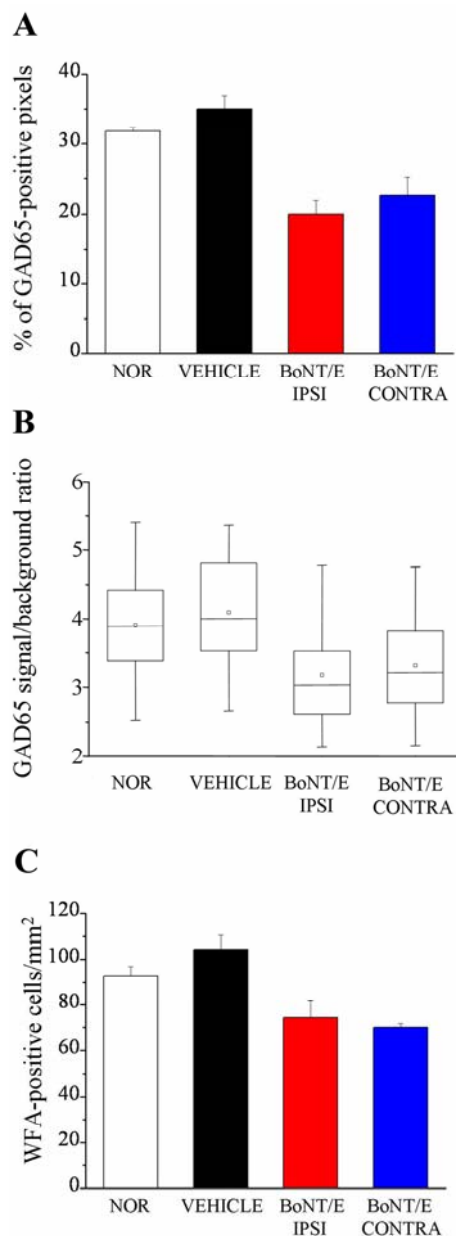 A
% of GAD65-positive pixels
40
30
20
10
0
NOR VEHICLE BoNT/E BoNT/E
IPSI CONTRA
B
GAD65 signal/background ratio
6
5
4
3
2
NOR VEHICLE BoNT/E BoNT/E
IPSI CONTRA
C
WFA-positive cells/mm²
120
100
80
60
40
20
0
NOR VEHICLE BoNT/E BoNT/E
IPSI CONTRA